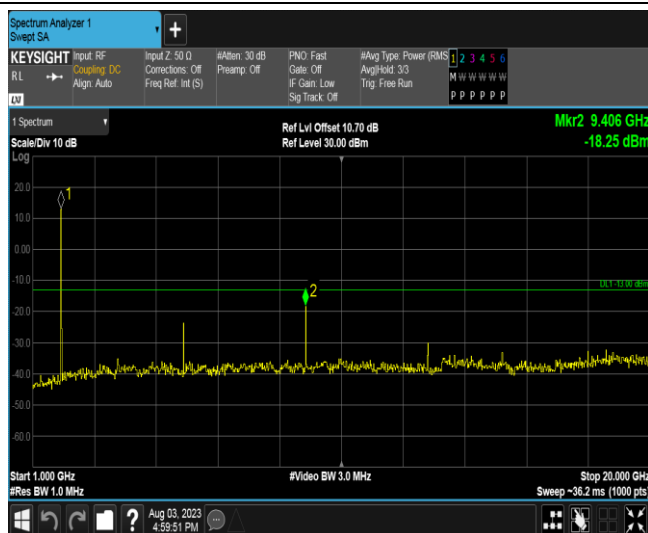 Spectrum Analyzer 1
Swept SA
KEYSIGHT
RL
LXI
Input: RF
Coupling: DC
Align: Auto
Input Z: 50 Ω
Corrections: Off
Freq Ref: Int (S)
#Atten: 30 dB
Preamp: Off
PNO: Fast
Gate: Off
IF Gain: Low
Sig Track: Off
#Avg Type: Power (RMS
Avg|Hold: 3/3
Trig: Free Run
1 2 3 4 5 6
M W W W W W
P P P P P P
1 Spectrum
Scale/Div 10 dB
Ref Lvl Offset 10.70 dB
Ref Level 30.00 dBm
Mkr2 9.406 GHz
-18.25 dBm
Log
20.0
10.0
0.00
-10.0
-20.0
-30.0
-40.0
-50.0
-60.0
1
2
DL1 -13.00 dBm
Start 1.000 GHz
#Res BW 1.0 MHz
#Video BW 3.0 MHz
Stop 20.000 GHz
Sweep ~36.2 ms (1000 pts)
?
Aug 03, 2023
4:59:51 PM